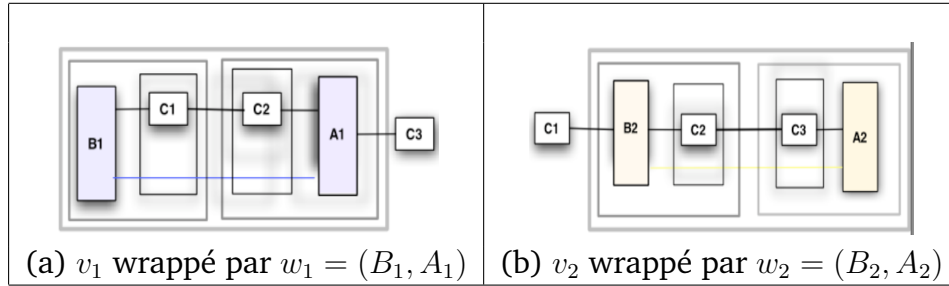 B1 C1 C2 A1 C3
C1 B2 C2 C3 A2
(a) v₁ wrappé par w₁ = (B₁, A₁)
(b) v₂ wrappé par w₂ = (B₂, A₂)